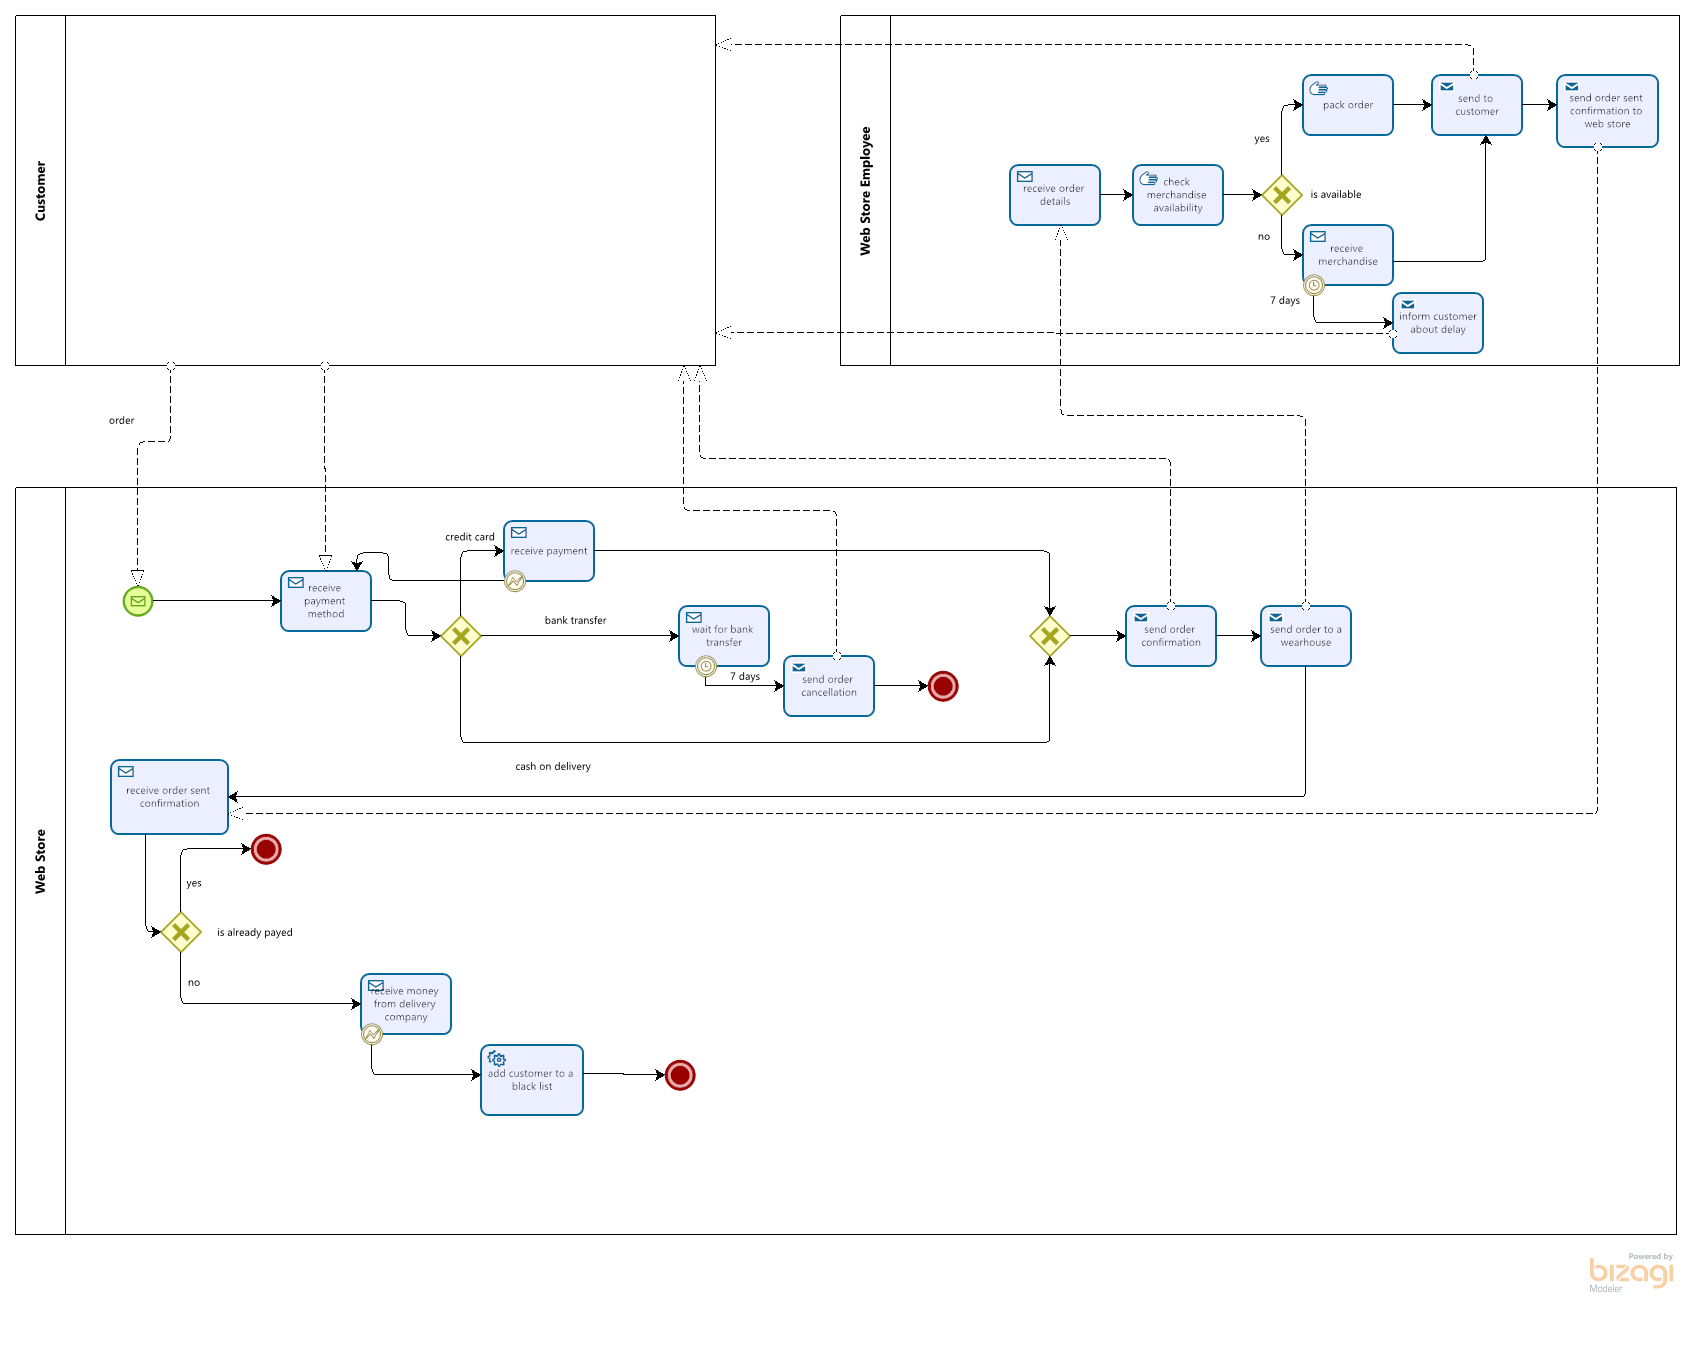 Customer
Web Store Employee
pack order
send to
customer
send order sent
confirmation to
web store
yes
receive order
details
check
merchandise
availability
is available
no
receive
merchandise
7 days
inform customer
about delay
order
Web Store
credit card
receive payment
receive
payment
method
bank transfer
wait for bank
transfer
7 days
send order
cancellation
send order
confirmation
send order to a
wearhouse
cash on delivery
receive order sent
confirmation
yes
is already payed
no
receive money
from delivery
company
add customer to a
black list
Powered by
bizagi
Modeler